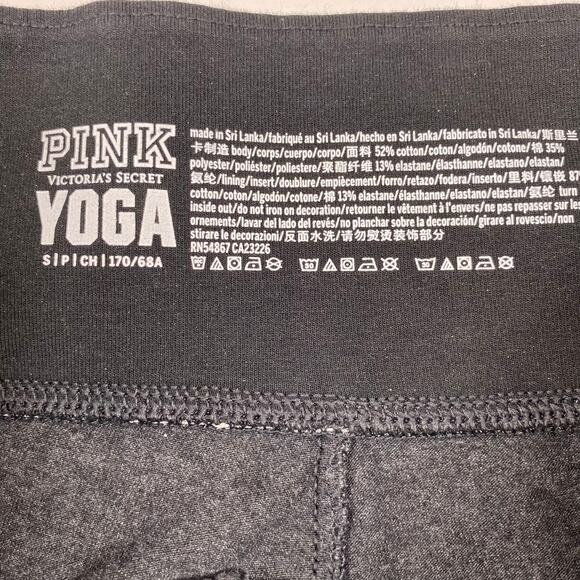 PINK
VICTORIA'S SECRET
YOGA
S|P|CH|170/68A
made in Sri Lanka/fabriqué au Sri Lanka/hecho en Sri Lanka/fabbricato in Sri Lanka/斯里兰
卡制造 body/corps/cuerpo/corpo/面料 52% cotton/coton/algodón/cotone/棉 35%
polyester/poliéster/poliestere/聚酯纤维 13% elastane/élasthanne/elastano/elastan/
氨纶/lining/insert/doublure/empiècement/forro/retazo/fodera/inserto/里料/镶嵌 87%
cotton/coton/algodón/cotone/棉 13% elastane/élasthanne/elastano/elastan/氨纶 turn
inside out/do not iron on decoration/retourner le vêtement à l'envers/ne pas repasser sur les
ornements/lavar del lado del revés/no planchar sobre la decoración/girare al rovescio/non
stirare le decorazioni/反面水洗/请勿熨烫装饰部分
RN54867 CA23226
30 30